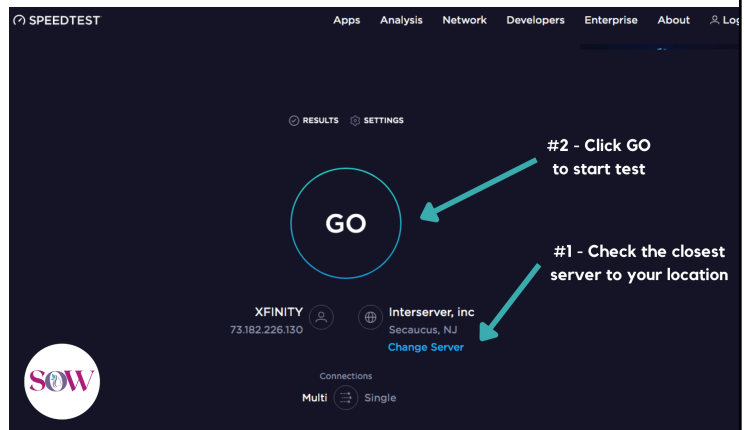 SPEEDTEST
Apps Analysis Network Developers Enterprise About Log
RESULTS SETTINGS
#2 - Click GO
to start test
GO
#1 - Check the closest
server to your location
XFINITY
73.182.226.130
Interserver, inc
Secaucus, NJ
Change Server
SOW
Connections
Multi Single